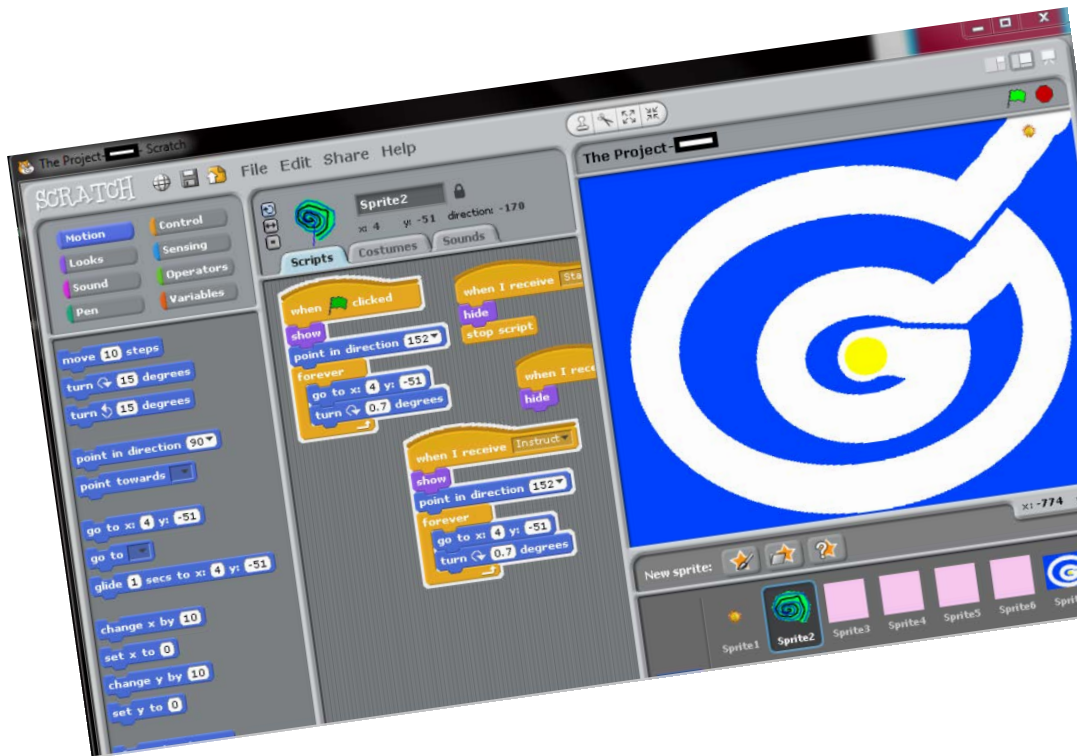 The Project- - Scratch
SCRATCH
File Edit Share Help
Motion
Control
Looks
Sensing
Sound
Operators
Pen
Variables
move 10 steps
turn 15 degrees
turn 15 degrees
point in direction 90
point towards
go to x: 4 y: -51
go to
glide 1 secs to x: 4 y: -51
change x by 10
set x to 0
change y by 10
set y to 0
Sprite2
x: 4 y: -51 direction: -170
Scripts Costumes Sounds
when clicked
show
point in direction 152
forever
go to x: 4 y: -51
turn 0.7 degrees
when I receive Sta
hide
stop script
when I rece
hide
when I receive Instruct
show
point in direction 152
forever
go to x: 4 y: -51
turn 0.7 degrees
The Project-
x: -774
New sprite:
Sprite1
Sprite2
Sprite3
Sprite4
Sprite5
Sprite6
Sprit